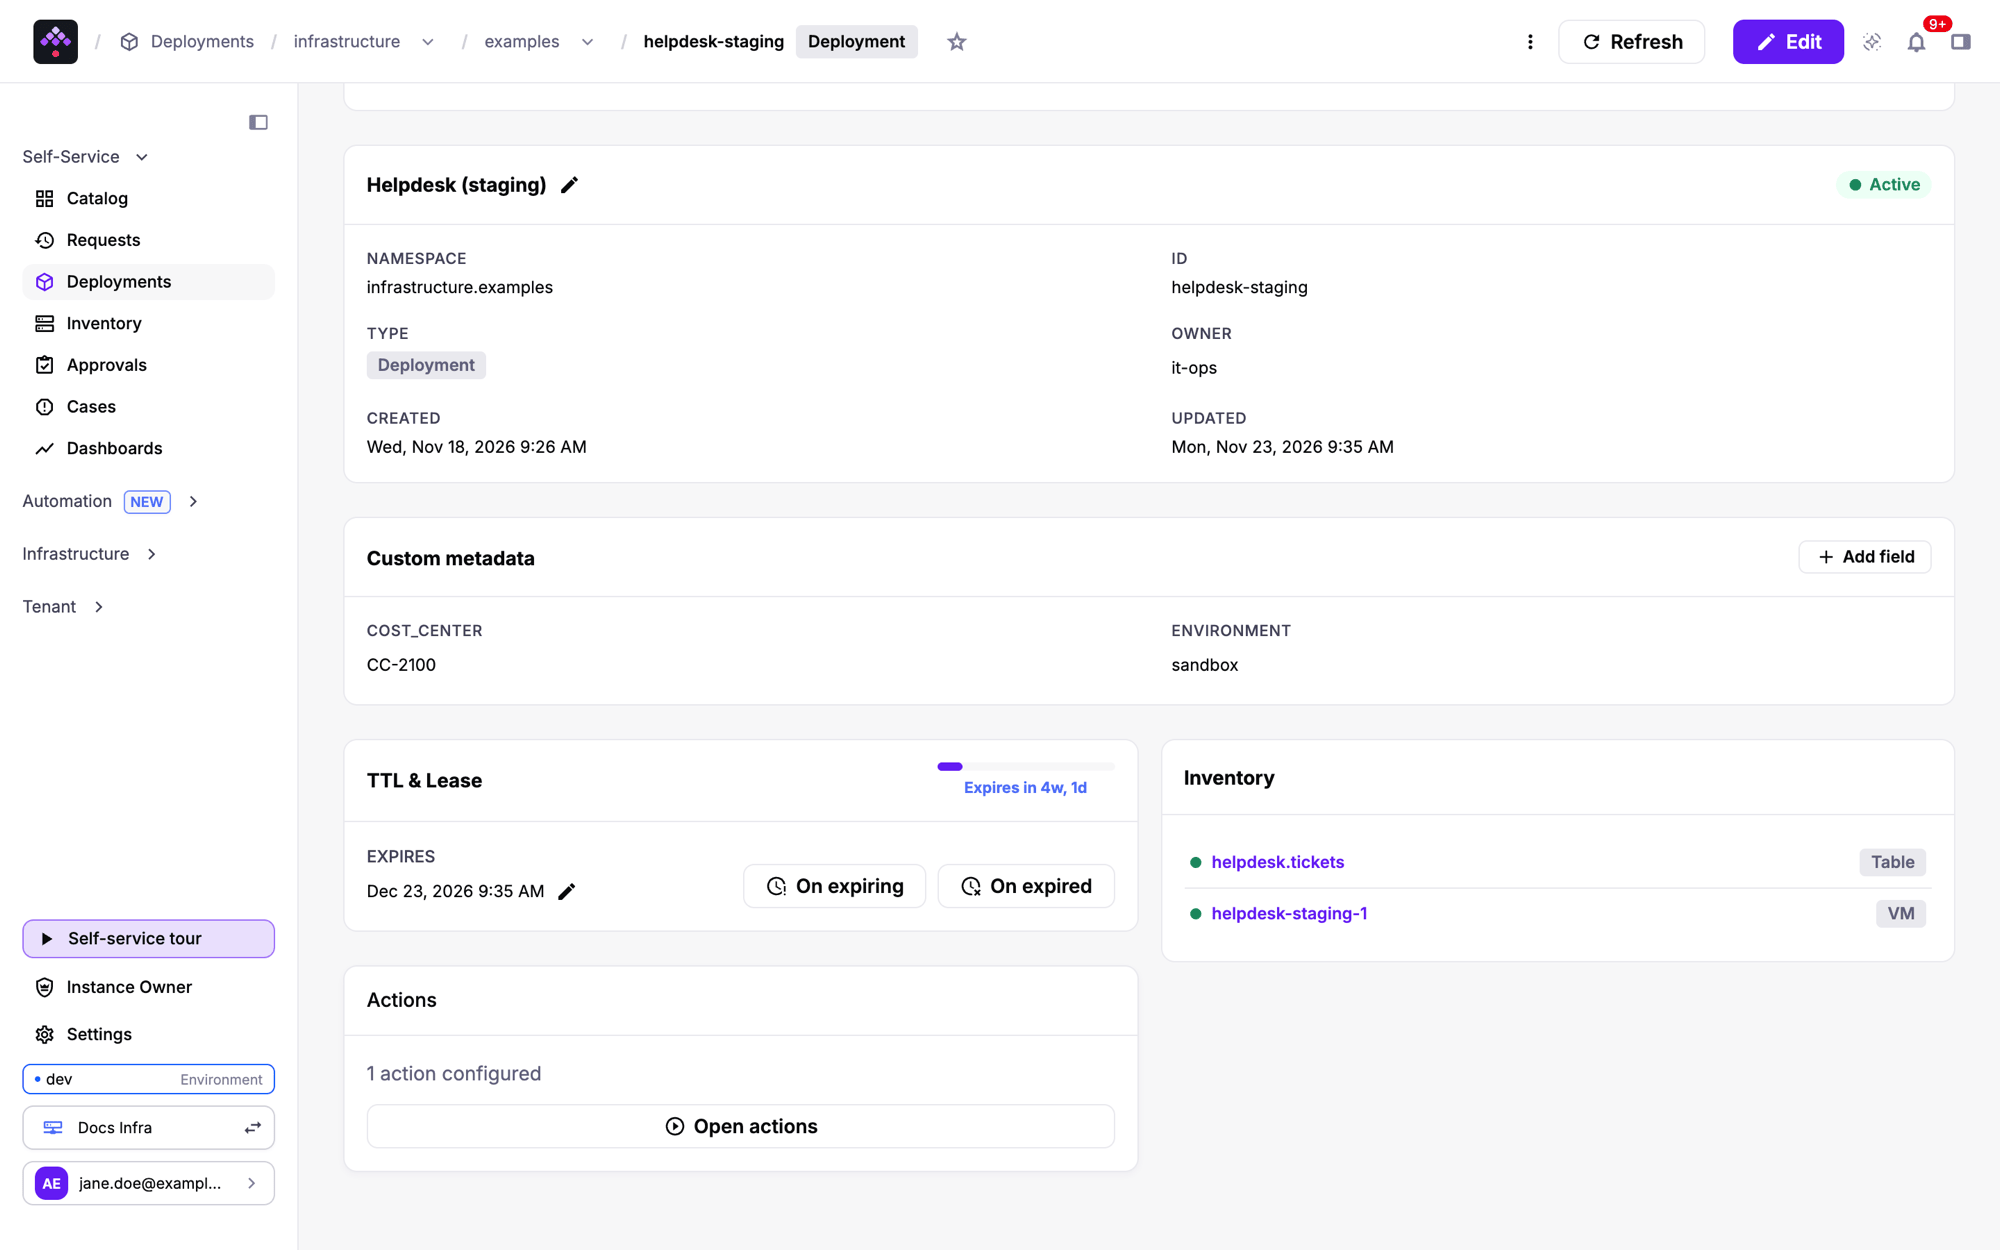 / Deployments / infrastructure / examples / helpdesk-staging Deployment
Refresh
Edit
9+
Self-Service
Catalog
Requests
Deployments
Inventory
Approvals
Cases
Dashboards
Automation NEW
Infrastructure
Tenant
Self-service tour
Instance Owner
Settings
dev Environment
Docs Infra
AE jane.doe@exampl...
Helpdesk (staging)
Active
NAMESPACE
infrastructure.examples
ID
helpdesk-staging
TYPE
Deployment
OWNER
it-ops
CREATED
Wed, Nov 18, 2026 9:26 AM
UPDATED
Mon, Nov 23, 2026 9:35 AM
Custom metadata
Add field
COST_CENTER
CC-2100
ENVIRONMENT
sandbox
TTL & Lease
Expires in 4w, 1d
EXPIRES
Dec 23, 2026 9:35 AM
On expiring
On expired
Inventory
helpdesk.tickets Table
helpdesk-staging-1 VM
Actions
1 action configured
Open actions